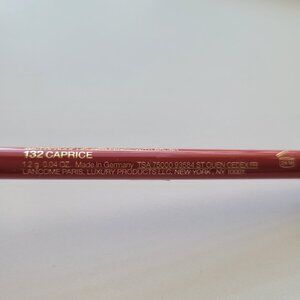 132 CAPRICE
1.2 g 0.04 OZ. Made in Germany TSA 75000 93584 ST OUEN CEDEX
LANCOME PARIS, LUXURY PRODUCTS LLC, NEW YORK, NY 10001.